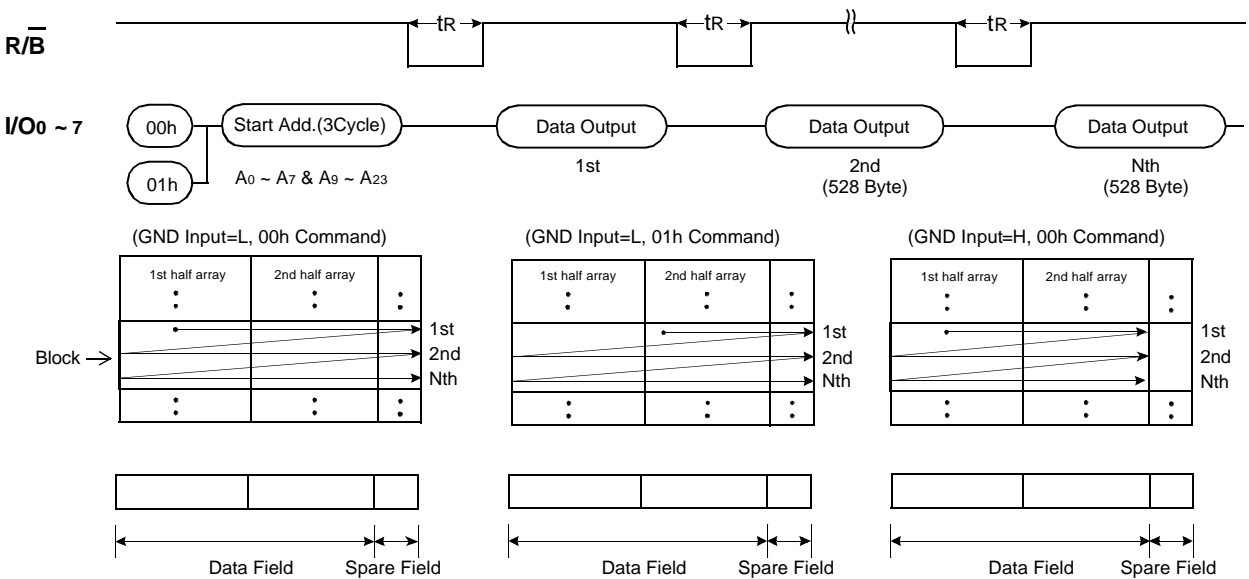 R/B tR tR tR
I/O0 ~ 7 00h Start Add.(3Cycle) Data Output Data Output Data Output
01h A0 ~ A7 & A9 ~ A23 1st 2nd Nth
(528 Byte) (528 Byte)
(GND Input=L, 00h Command) (GND Input=L, 01h Command) (GND Input=H, 00h Command)
1st half array 2nd half array 1st half array 2nd half array 1st half array 2nd half array
1st 1st 1st
Block 2nd 2nd 2nd
Nth Nth Nth
Data Field Spare Field Data Field Spare Field Data Field Spare Field